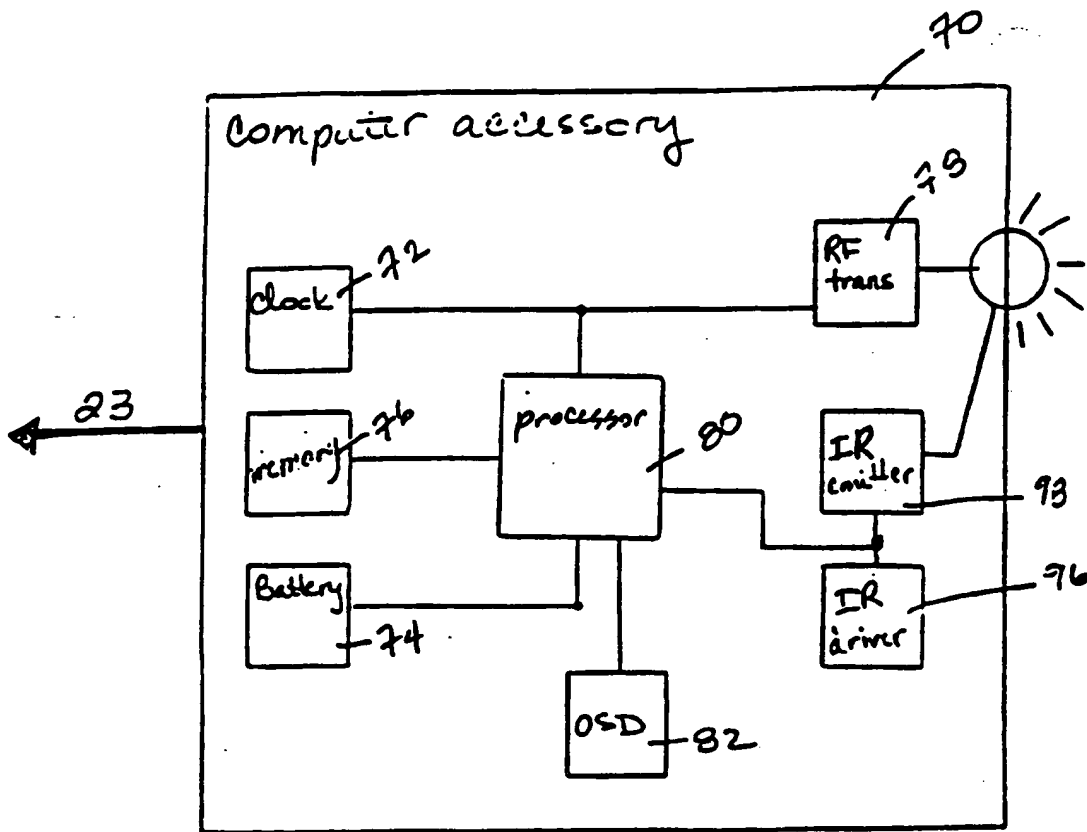 70
computer accessory
RF
trans
clock
72
23
memory
76
processor
80
IR
emitter
93
Battery
74
IR
driver
96
OSD
82